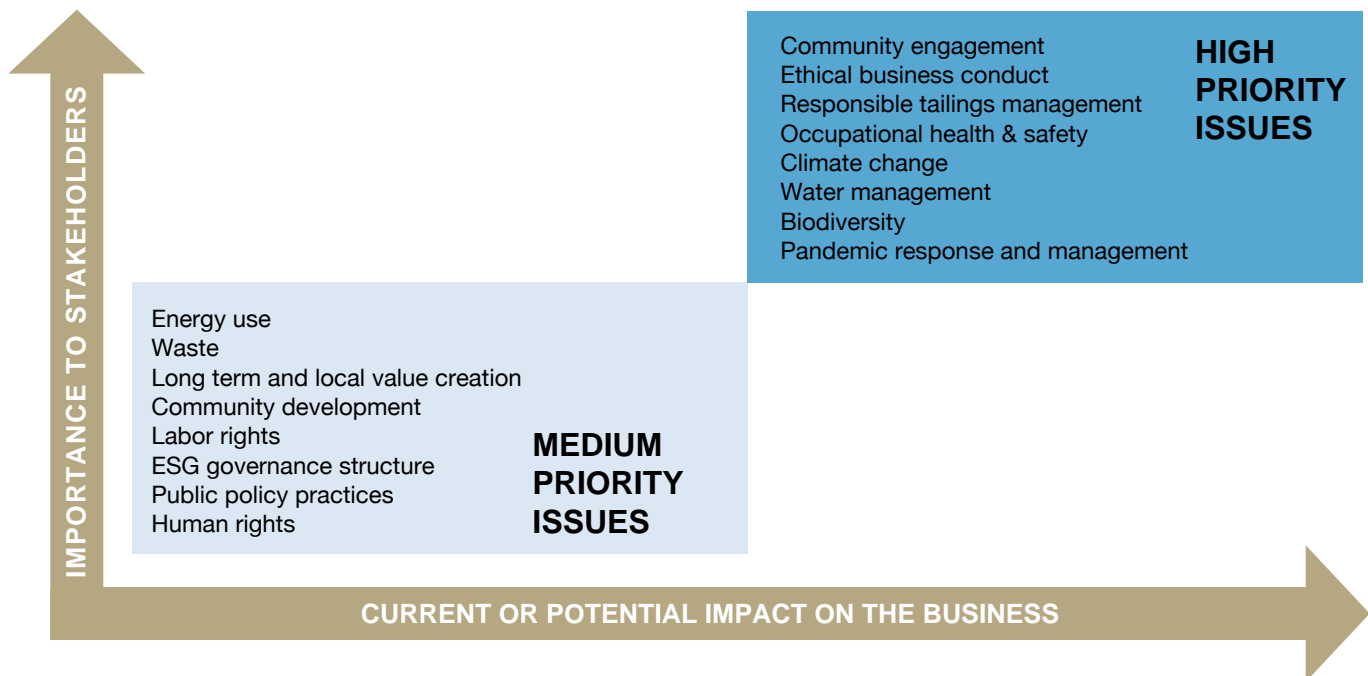 Community engagement
Ethical business conduct
Responsible tailings management
Occupational health & safety
Climate change
Water management
Biodiversity
Pandemic response and management
HIGH
PRIORITY
ISSUES
IMPORTANCE TO STAKEHOLDERS
Energy use
Waste
Long term and local value creation
Community development
Labor rights
ESG governance structure
Public policy practices
Human rights
MEDIUM
PRIORITY
ISSUES
CURRENT OR POTENTIAL IMPACT ON THE BUSINESS